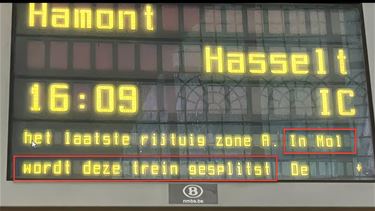 Hamont
Hasselt
16:09 IC
het laatste rijtuig zone A. In Mol
wordt deze trein gesplitst De
B
nmbs.be